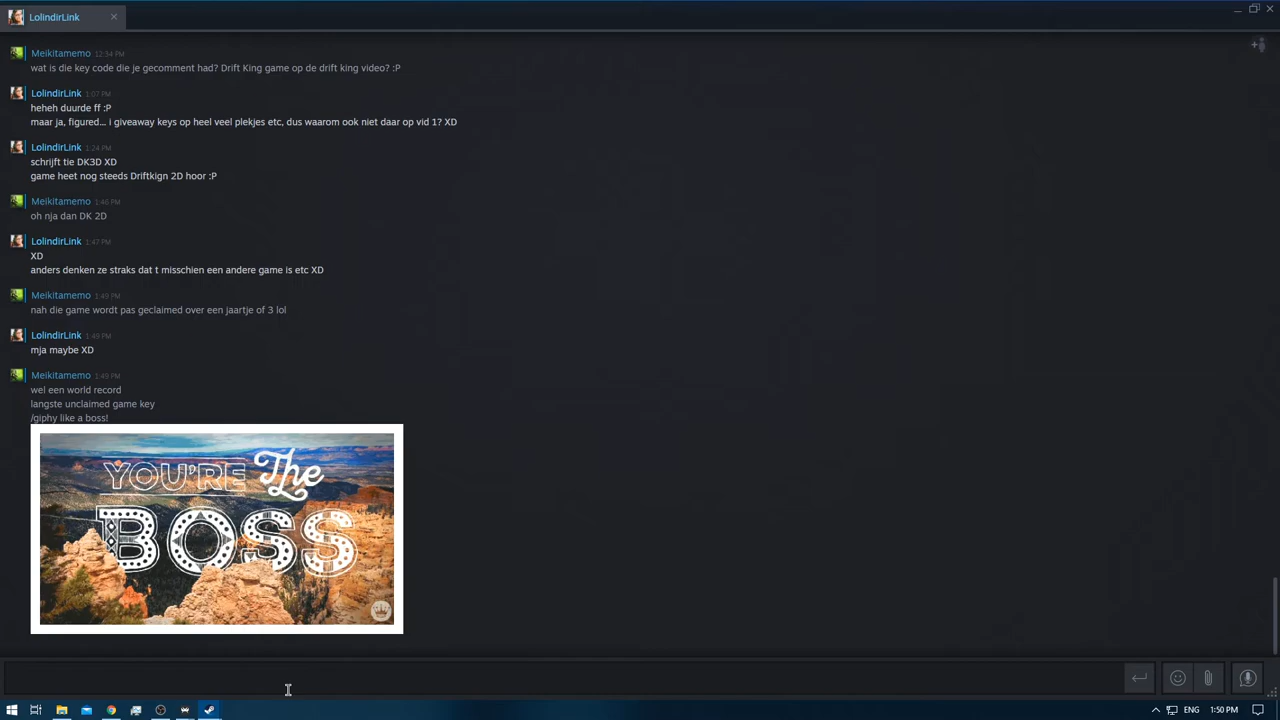 LolindirLink
Meikitamemo 12:34 PM
wat is die key code die je gecomment had? Drift King game op de drift king video? :P
LolindirLink 1:07 PM
heheh duurde ff :P
maar ja, figured... i giveaway keys op heel veel plekjes etc, dus waarom ook niet daar op vid 1? XD
LolindirLink 1:24 PM
schrijft tie DK3D XD
game heet nog steeds Driftkign 2D hoor :P
Meikitamemo 1:46 PM
oh nja dan DK 2D
LolindirLink 1:47 PM
XD
anders denken ze straks dat t misschien een andere game is etc XD
Meikitamemo 1:49 PM
nah die game wordt pas geclaimed over een jaartje of 3 lol
LolindirLink 1:49 PM
mja maybe XD
Meikitamemo 1:49 PM
wel een world record
langste unclaimed game key
/giphy like a boss!
YOU'RE The
BOSS
ENG 1:50 PM